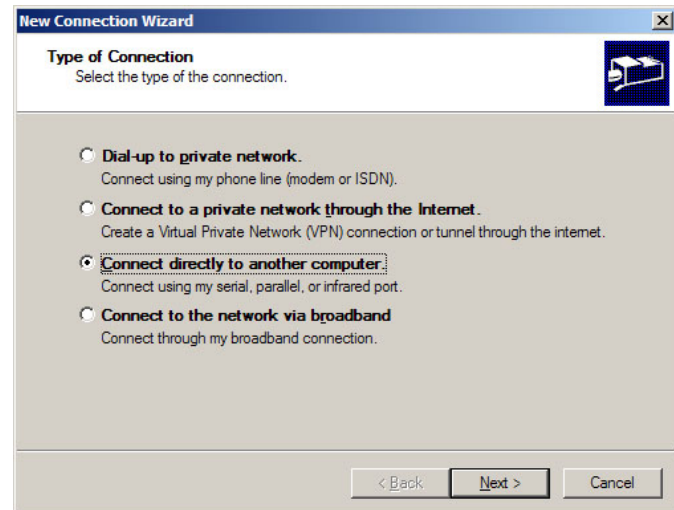 New Connection Wizard
Type of Connection
Select the type of the connection.
Dial-up to private network.
Connect using my phone line (modem or ISDN).
Connect to a private network through the Internet.
Create a Virtual Private Network (VPN) connection or tunnel through the internet.
Connect directly to another computer.
Connect using my serial, parallel, or infrared port.
Connect to the network via broadband
Connect through my broadband connection.
< Back Next > Cancel